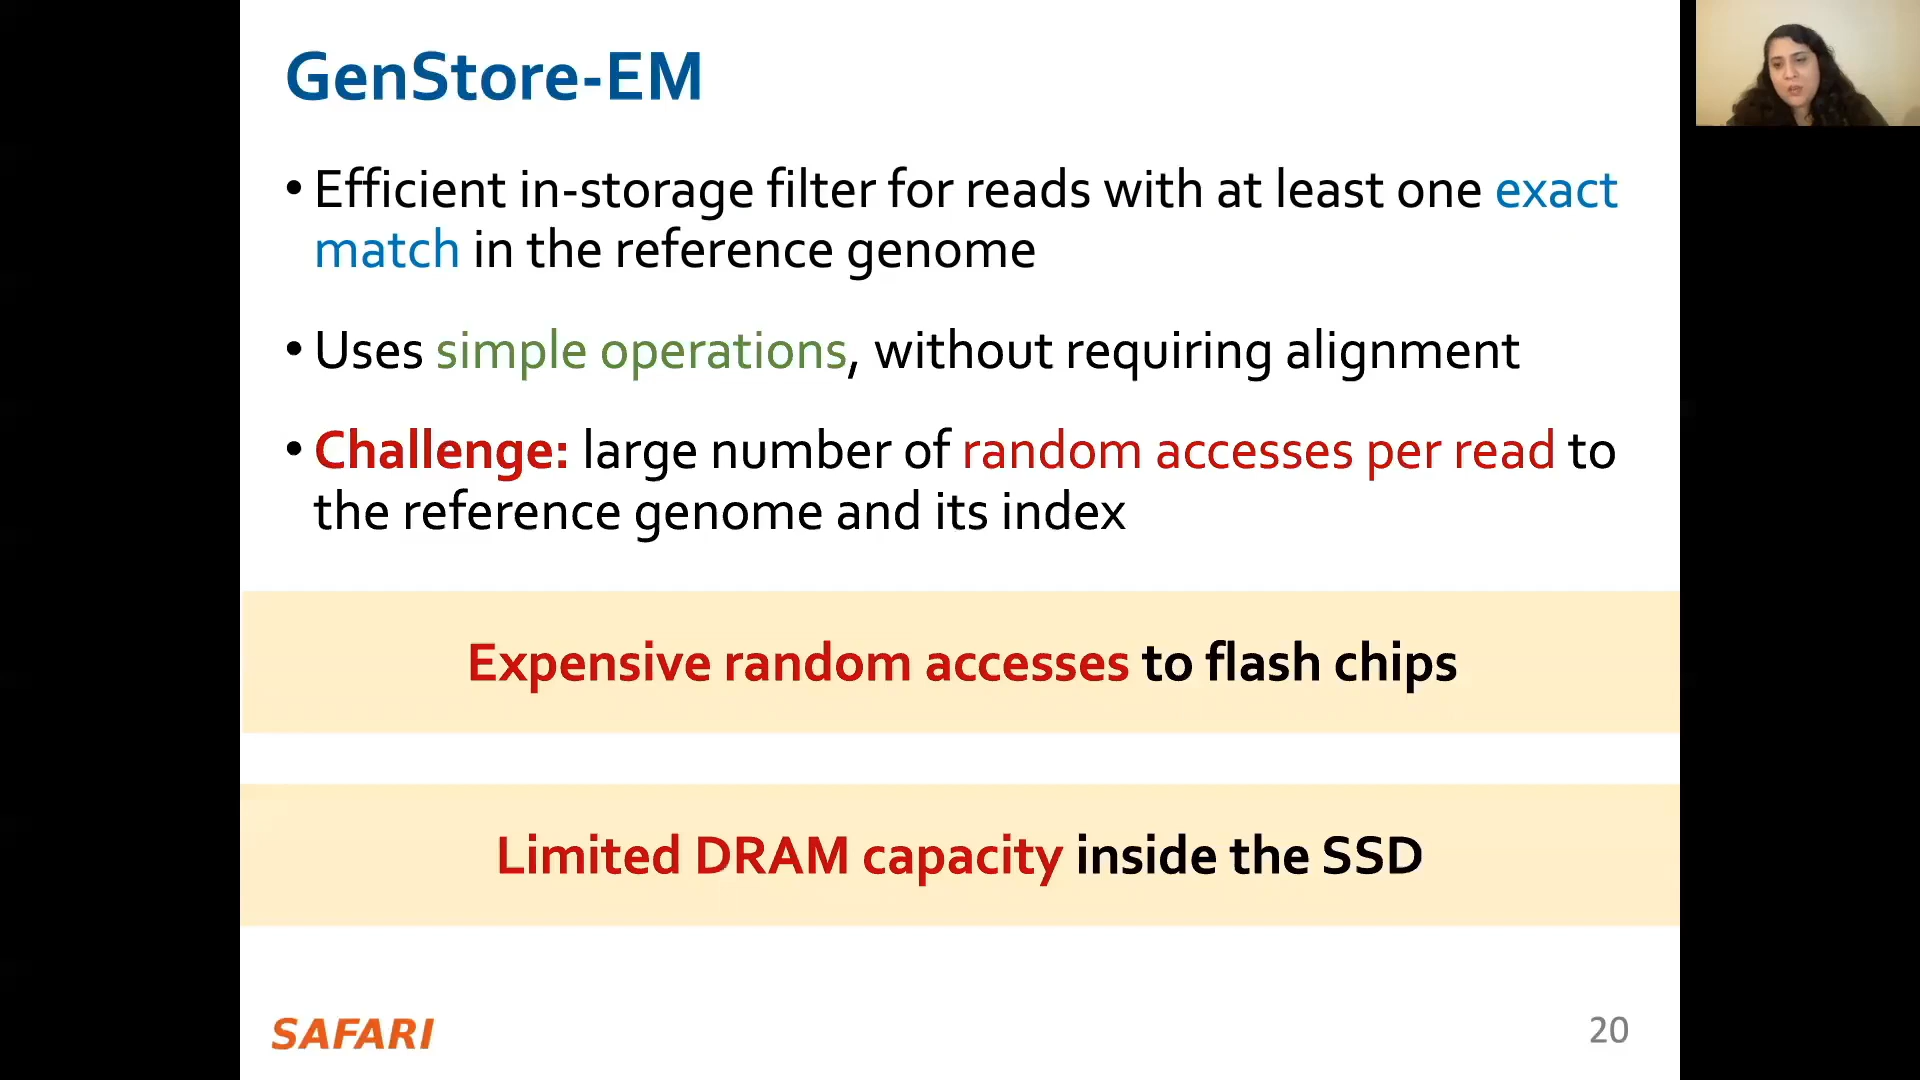 GenStore-EM
• Efficient in-storage filter for reads with at least one exact
match in the reference genome
• Uses simple operations, without requiring alignment
• Challenge: large number of random accesses per read to
the reference genome and its index
Expensive random accesses to flash chips
Limited DRAM capacity inside the SSD
SAFARI
20